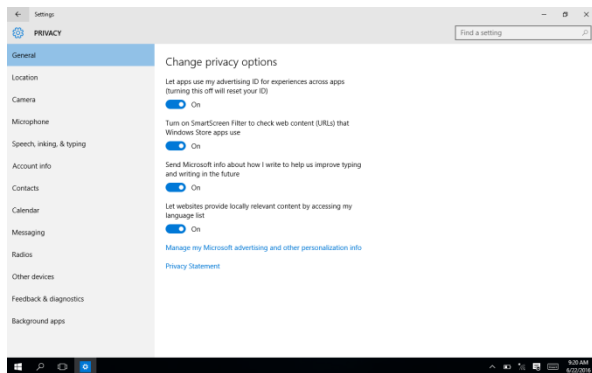 Settings
PRIVACY
Find a setting
General
Location
Camera
Microphone
Speech, inking, & typing
Account info
Contacts
Calendar
Messaging
Radios
Other devices
Feedback & diagnostics
Background apps
Change privacy options
Let apps use my advertising ID for experiences across apps
(turning this off will reset your ID)
On
Turn on SmartScreen Filter to check web content (URLs) that
Windows Store apps use
On
Send Microsoft info about how I write to help us improve typing
and writing in the future
On
Let websites provide locally relevant content by accessing my
language list
On
Manage my Microsoft advertising and other personalization info
Privacy Statement
9:20 AM
6/22/2016